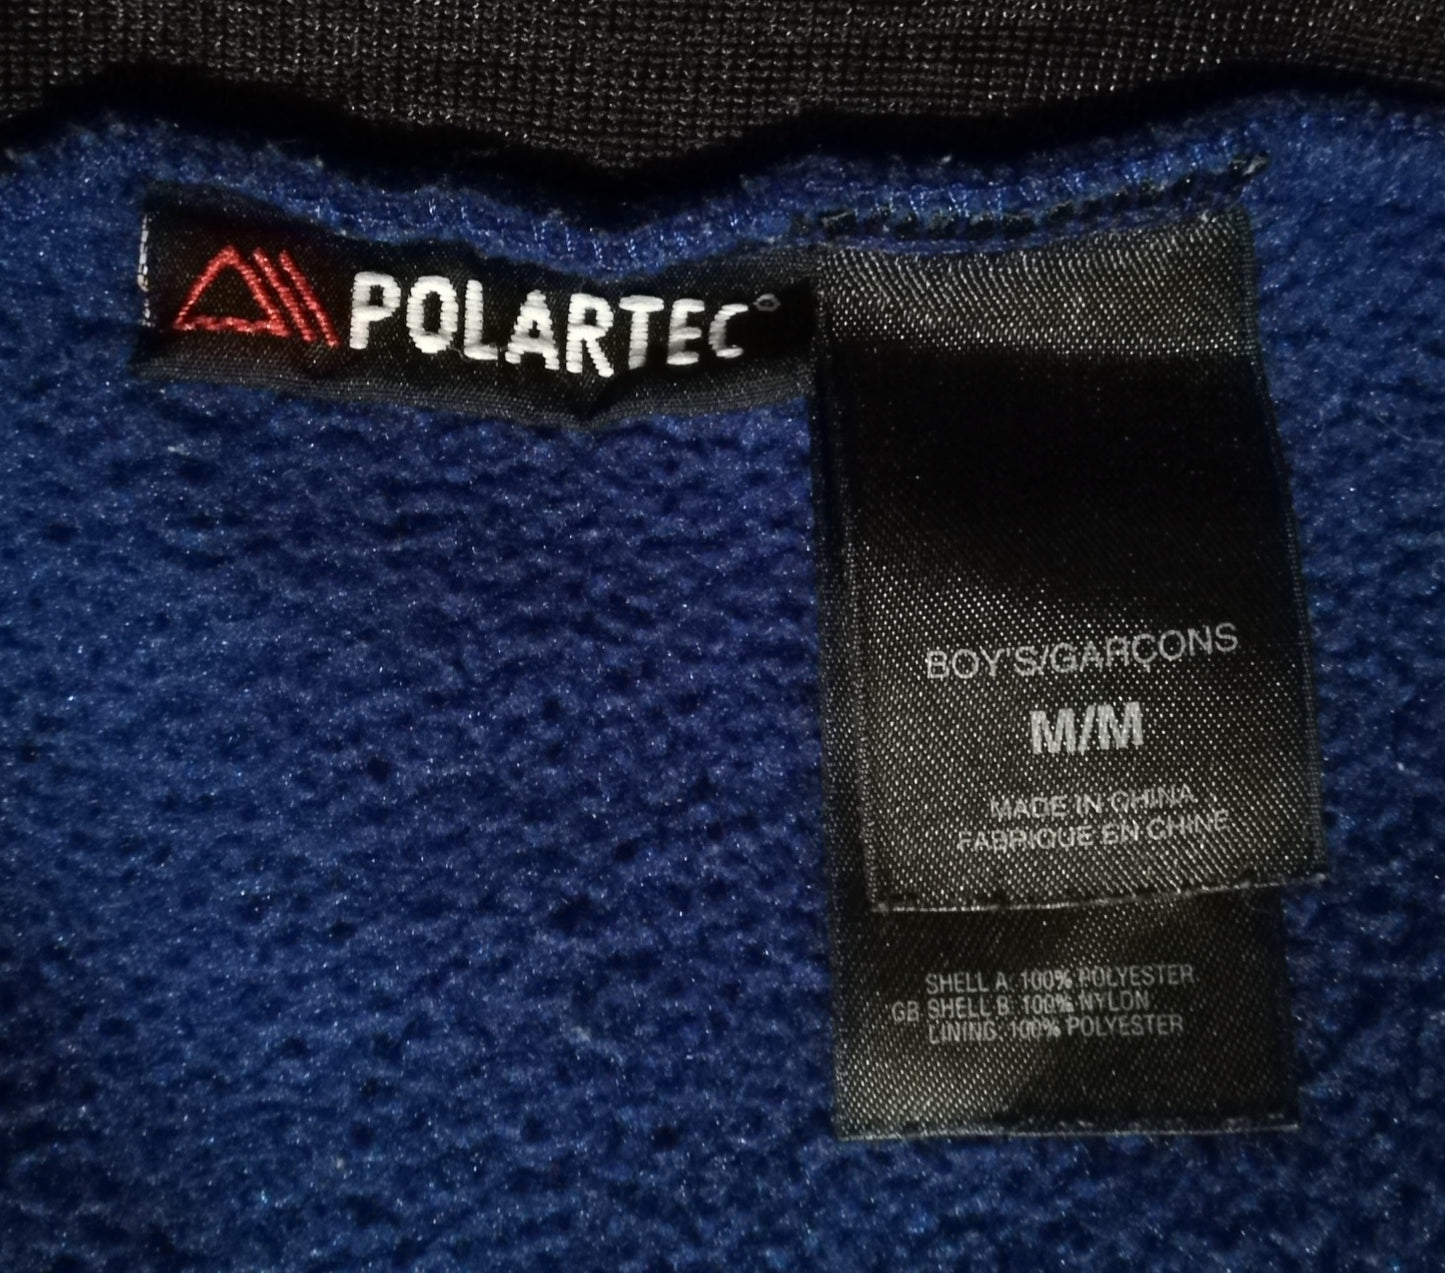 POLARTEC
BOY'S/GARÇONS
M/M
MADE IN CHINA
FABRIQUE EN CHINE
SHELL A: 100% POLYESTER
GB SHELL B: 100% NYLON
LINING: 100% POLYESTER